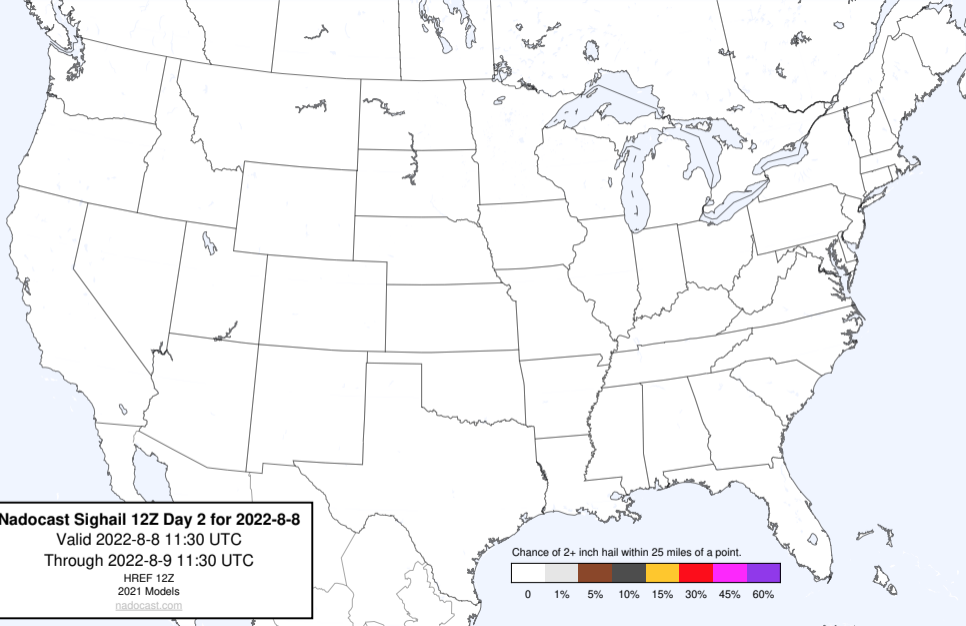 Nadocast Sighail 12Z Day 2 for 2022-8-8
Valid 2022-8-8 11:30 UTC
Through 2022-8-9 11:30 UTC
HREF 12Z
2021 Models
nadocast.com
Chance of 2+ inch hail within 25 miles of a point.
0 1% 5% 10% 15% 30% 45% 60%